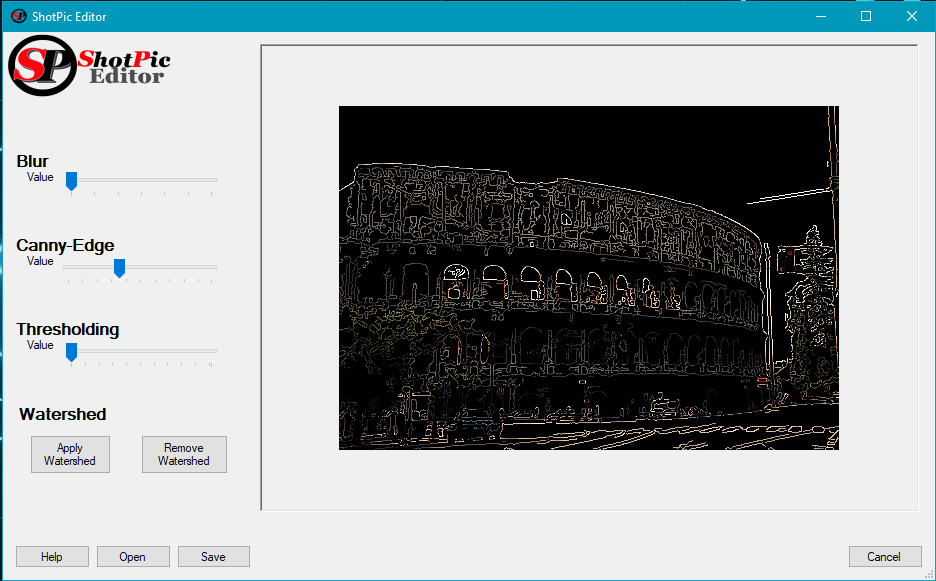 ShotPic Editor
SP ShotPic
Editor
Blur
Value
Canny-Edge
Value
Thresholding
Value
Watershed
Apply
Watershed
Remove
Watershed
Help
Open
Save
Cancel